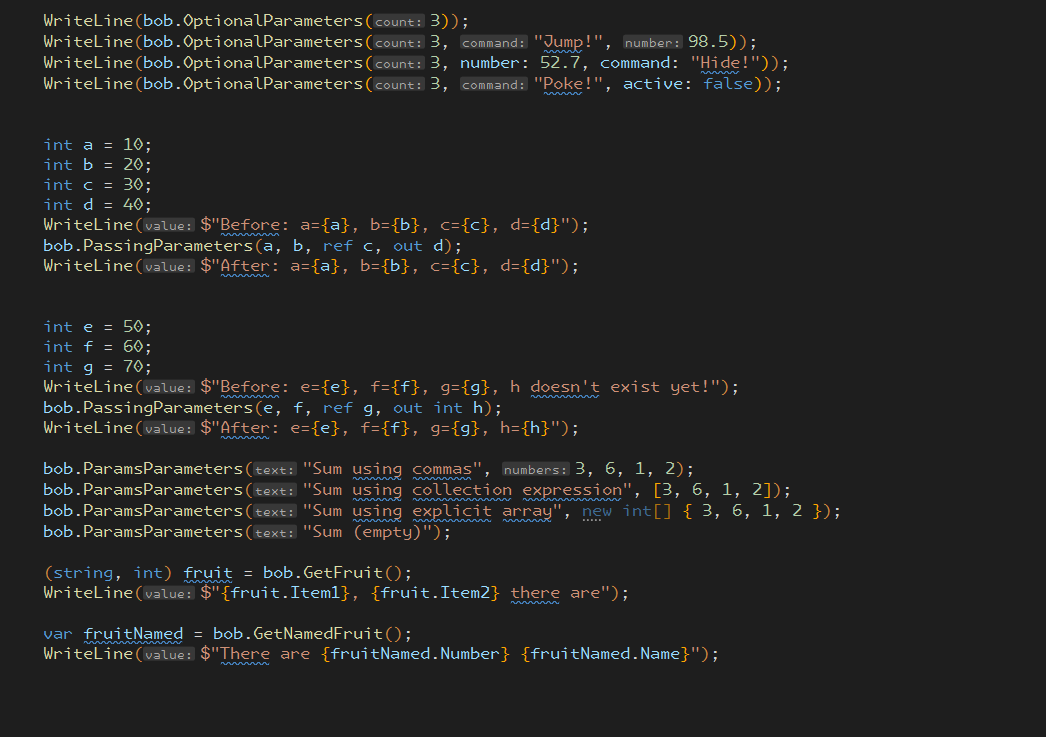 WriteLine(bob.OptionalParameters(count: 3));
WriteLine(bob.OptionalParameters(count: 3, command: "Jump!", number: 98.5));
WriteLine(bob.OptionalParameters(count: 3, number: 52.7, command: "Hide!"));
WriteLine(bob.OptionalParameters(count: 3, command: "Poke!", active: false));
int a = 10;
int b = 20;
int c = 30;
int d = 40;
WriteLine(value: $"Before: a={a}, b={b}, c={c}, d={d}");
bob.PassingParameters(a, b, ref c, out d);
WriteLine(value: $"After: a={a}, b={b}, c={c}, d={d}");
int e = 50;
int f = 60;
int g = 70;
WriteLine(value: $"Before: e={e}, f={f}, g={g}, h doesn't exist yet!");
bob.PassingParameters(e, f, ref g, out int h);
WriteLine(value: $"After: e={e}, f={f}, g={g}, h={h}");
bob.ParamsParameters(text: "Sum using commas", numbers: 3, 6, 1, 2);
bob.ParamsParameters(text: "Sum using collection expression", [3, 6, 1, 2]);
bob.ParamsParameters(text: "Sum using explicit array", new int[] { 3, 6, 1, 2 });
bob.ParamsParameters(text: "Sum (empty)");
(string, int) fruit = bob.GetFruit();
WriteLine(value: $"{fruit.Item1}, {fruit.Item2} there are");
var fruitNamed = bob.GetNamedFruit();
WriteLine(value: $"There are {fruitNamed.Number} {fruitNamed.Name}");